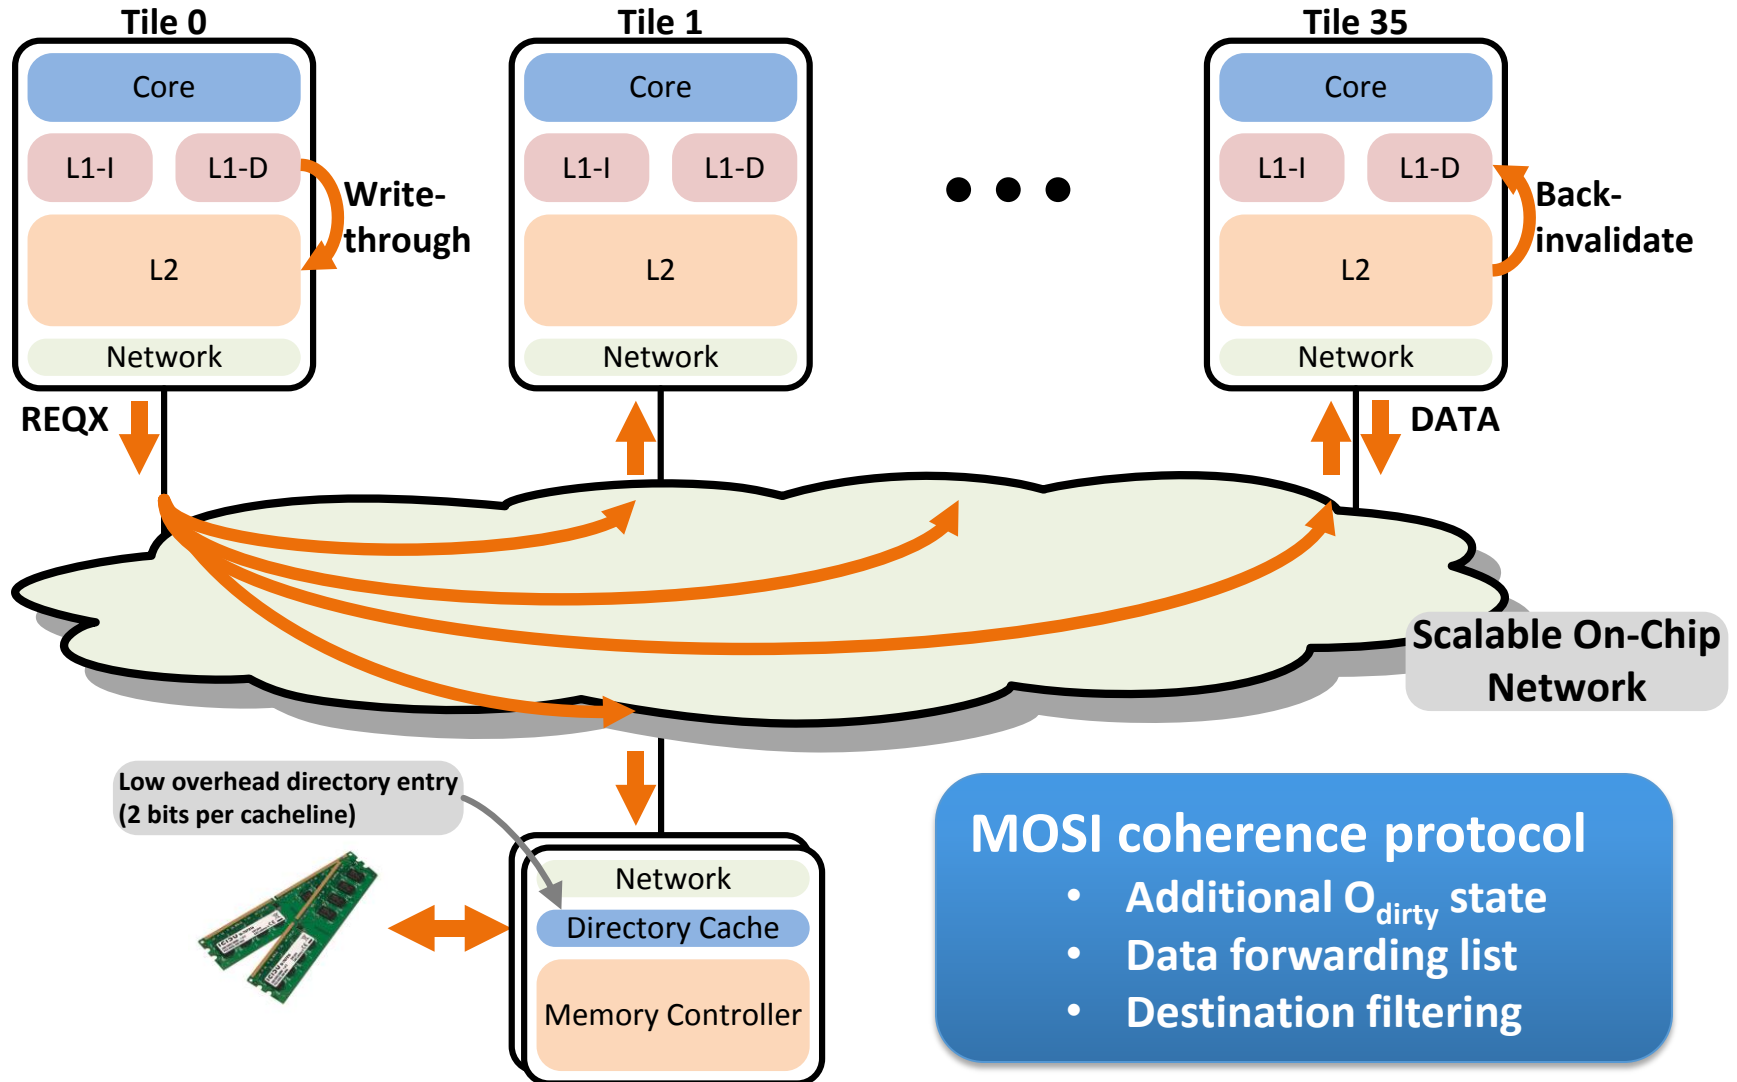 Tile 0
Tile 1
Tile 35
Core
L1-I
L1-D
L2
Network
Write-
through
Core
L1-I
L1-D
L2
Network
Core
L1-I
L1-D
L2
Network
Back-
invalidate
REQX
DATA
Scalable On-Chip
Network
Low overhead directory entry
(2 bits per cacheline)
Network
Directory Cache
Memory Controller
MOSI coherence protocol
• Additional Odirty state
• Data forwarding list
• Destination filtering